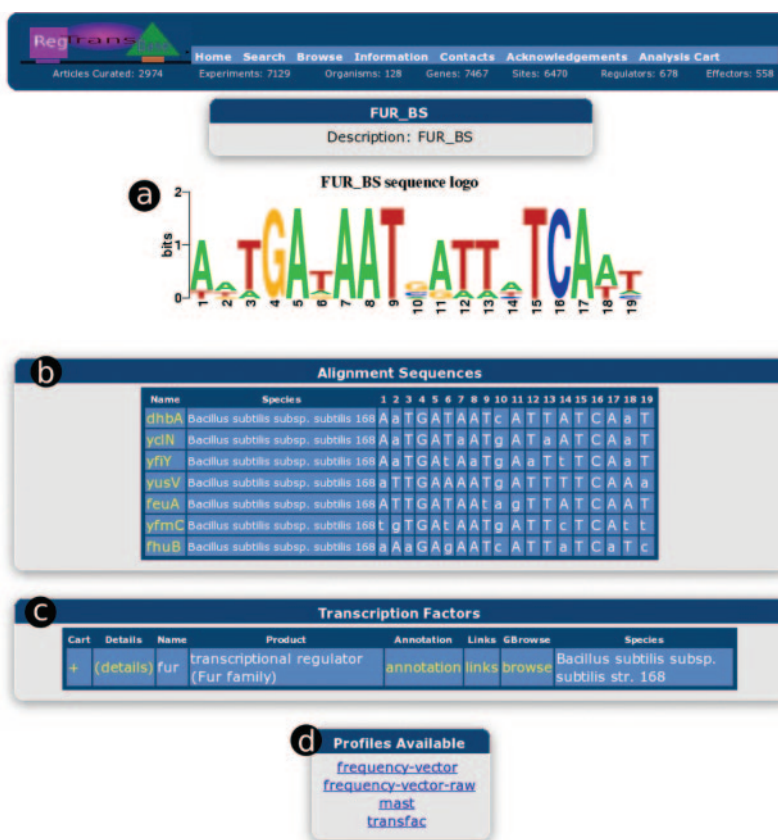 RegTrans
Home Search Browse Information Contacts Acknowledgements Analysis Cart
Articles Curated: 2974 Experiments: 7129 Organisms: 128 Genes: 7467 Sites: 6470 Regulators: 678 Effectors: 558
FUR_BS
Description: FUR_BS
a
FUR_BS sequence logo
2
bits
1
0
1 2 3 4 5 6 7 8 9 10 11 12 13 14 15 16 17 18 19
b
Alignment Sequences
Name Species 1 2 3 4 5 6 7 8 9 10 11 12 13 14 15 16 17 18 19
dhbA Bacillus subtilis subsp. subtilis 168 A a T G A T A A T c A T T A T C A a T
yclN Bacillus subtilis subsp. subtilis 168 A a T G A T a A T g A T a A T C A a T
yfiY Bacillus subtilis subsp. subtilis 168 A a T G A t A a T g A a T t T C A a T
yusV Bacillus subtilis subsp. subtilis 168 a T T G A A A A T g A T T T T C A A a
feuA Bacillus subtilis subsp. subtilis 168 A T T G A T A A t a g T T A T C A A T
yfmC Bacillus subtilis subsp. subtilis 168 t g T G A t A A T g A T T c T C A t t
fhuB Bacillus subtilis subsp. subtilis 168 a A a G A g A A T c A T T a T C a T c
c
Transcription Factors
Cart Details Name Product Annotation Links GBrowse Species
+ (details) fur transcriptional regulator (Fur family) annotation links browse Bacillus subtilis subsp. subtilis str. 168
d
Profiles Available
frequency-vector
frequency-vector-raw
mast
transfac